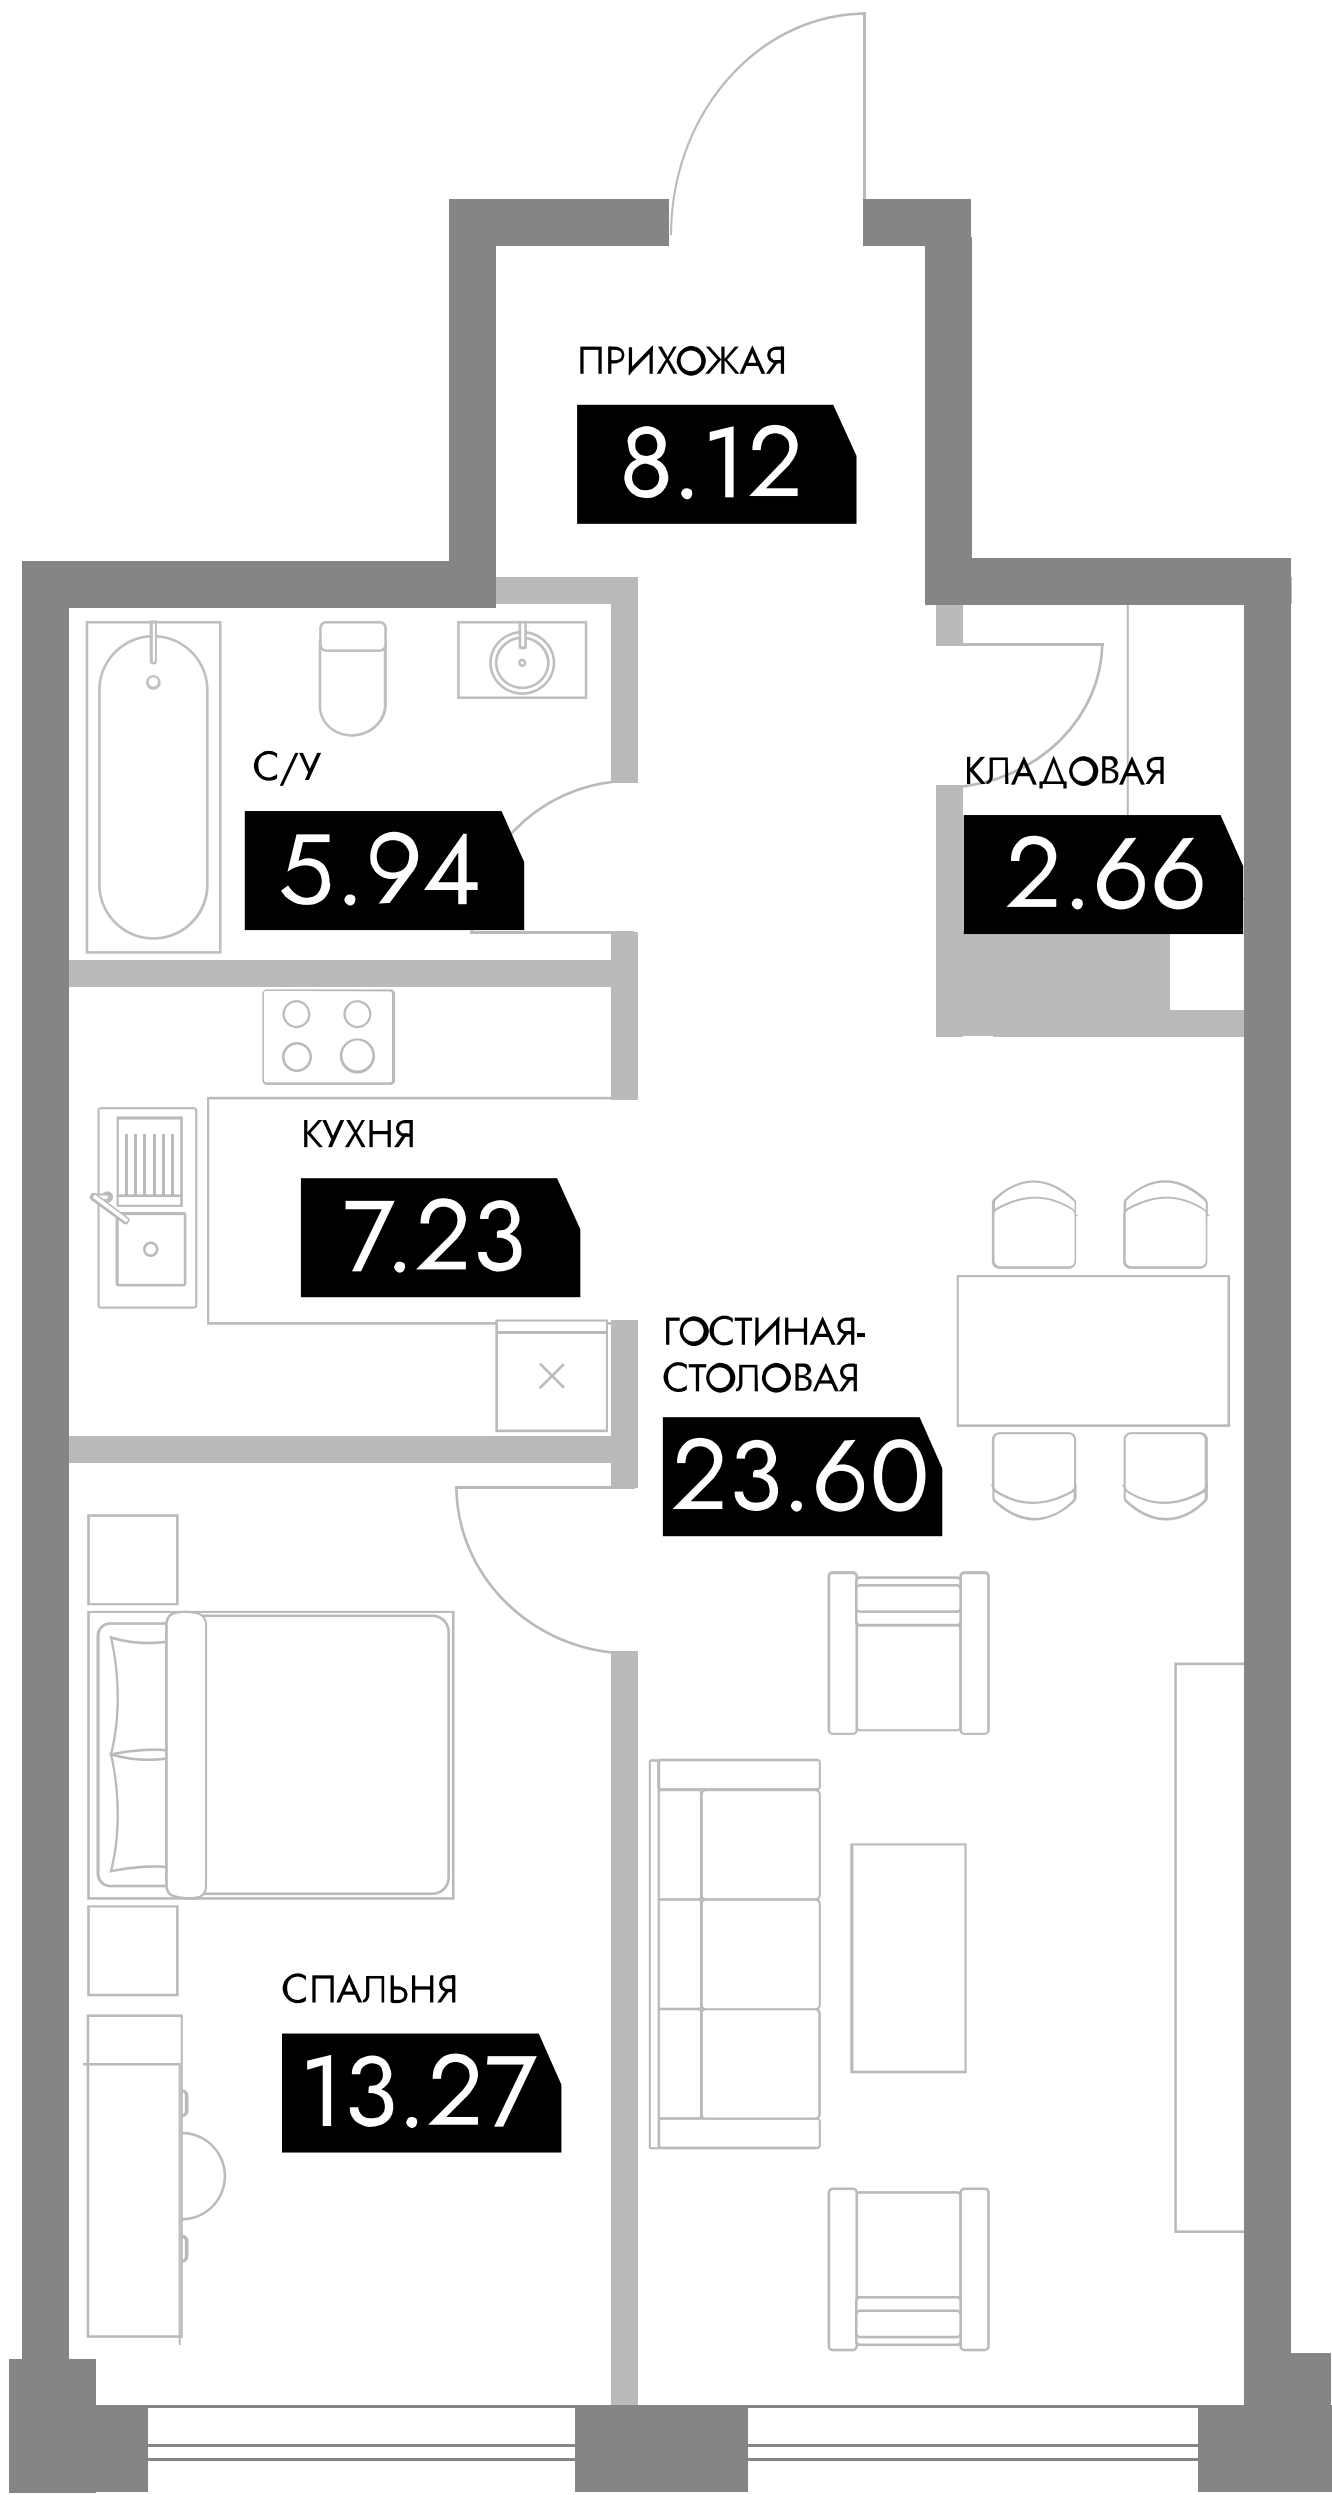 ПРИХОЖАЯ
8.12
С/У
5.94
КЛАДОВАЯ
2.66
КУХНЯ
7.23
ГОСТИНАЯ-
СТОЛОВАЯ
23.60
СПАЛЬНЯ
13.27